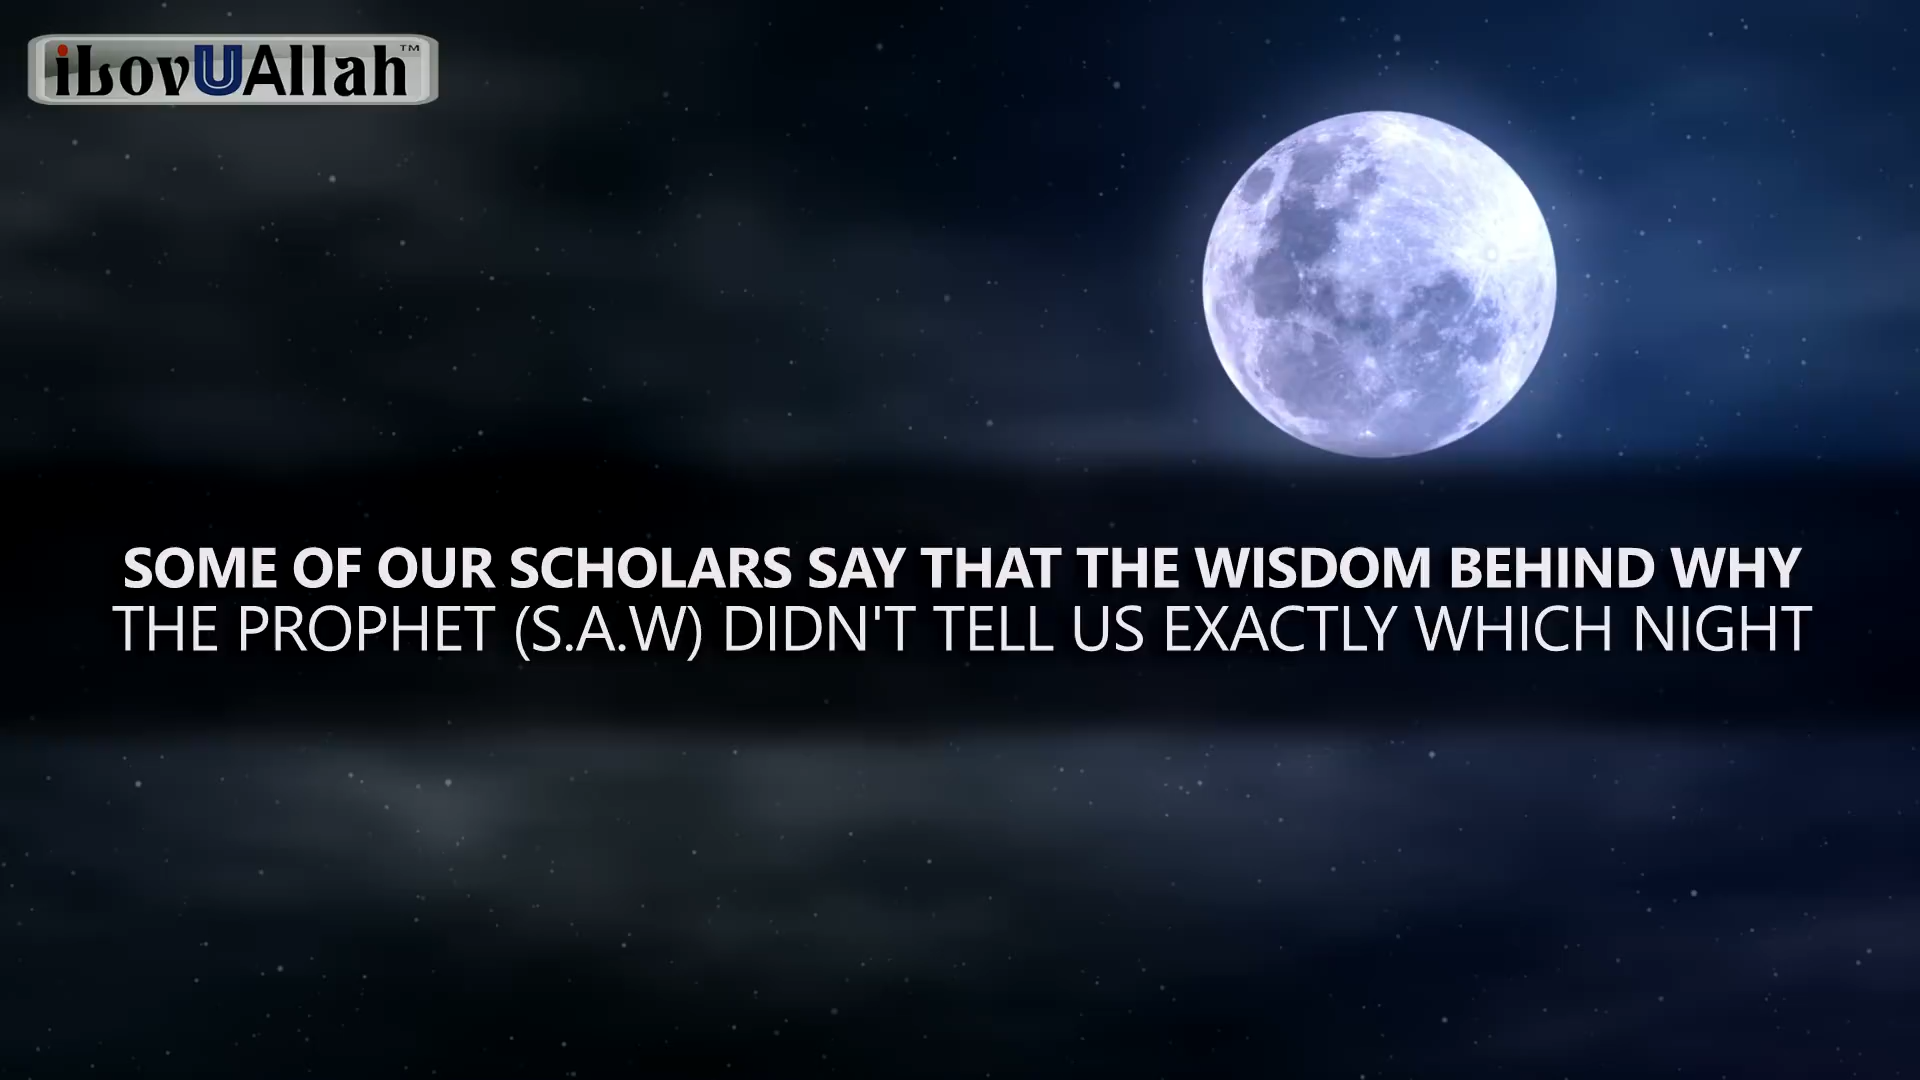 iLovUAllah™
SOME OF OUR SCHOLARS SAY THAT THE WISDOM BEHIND WHY
THE PROPHET (S.A.W) DIDN'T TELL US EXACTLY WHICH NIGHT